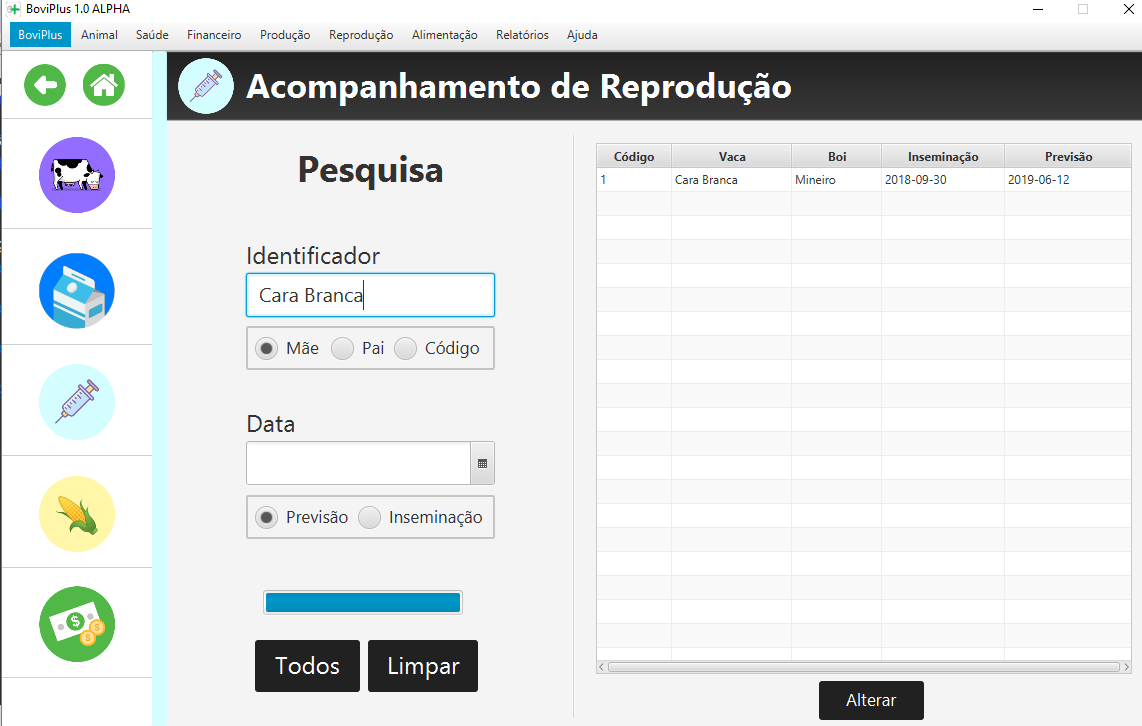 BoviPlus 1.0 ALPHA
BoviPlus Animal Saúde Financeiro Produção Reprodução Alimentação Relatórios Ajuda
Acompanhamento de Reprodução
Pesquisa
Identificador
Cara Branca
Mãe Pai Código
Data
Previsão Inseminação
Todos Limpar
Código Vaca Boi Inseminação Previsão
1 Cara Branca Mineiro 2018-09-30 2019-06-12
Alterar